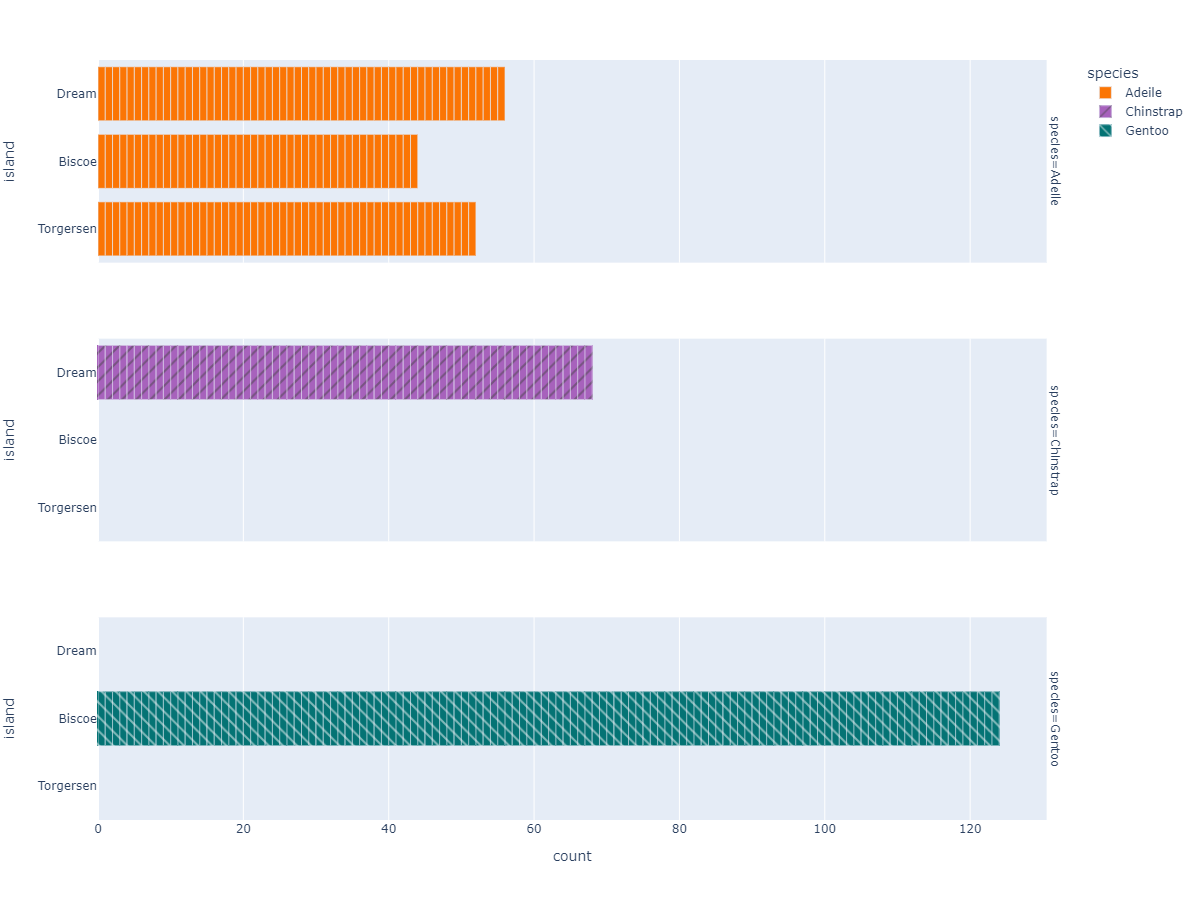 species
Adelie
Chinstrap
Gentoo
island
Dream
Biscoe
Torgersen
species=Adelie
island
Dream
Biscoe
Torgersen
species=Chinstrap
island
Dream
Biscoe
Torgersen
species=Gentoo
0 20 40 60 80 100 120
count